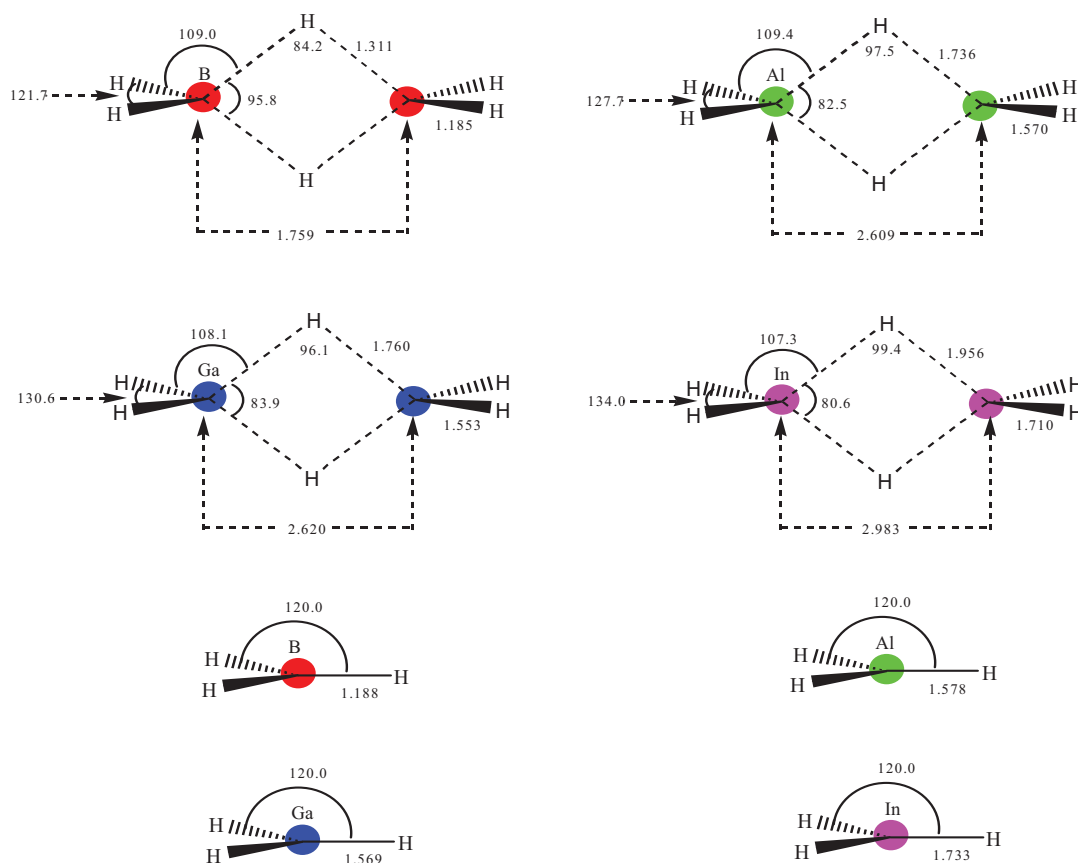 H
H
109.0
84.2
1.311
109.4
97.5
1.736
B
Al
H
H
H
H
121.7
95.8
127.7
82.5
H
H
H
H
1.185
1.570
H
H
1.759
2.609
H
H
108.1
96.1
1.760
107.3
99.4
1.956
Ga
In
H
H
H
H
130.6
83.9
134.0
80.6
H
H
H
H
1.553
1.710
H
H
2.620
2.983
120.0
120.0
B
Al
H
H
H
H
H
H
1.188
1.578
120.0
120.0
Ga
In
H
H
H
H
H
H
1.569
1.733